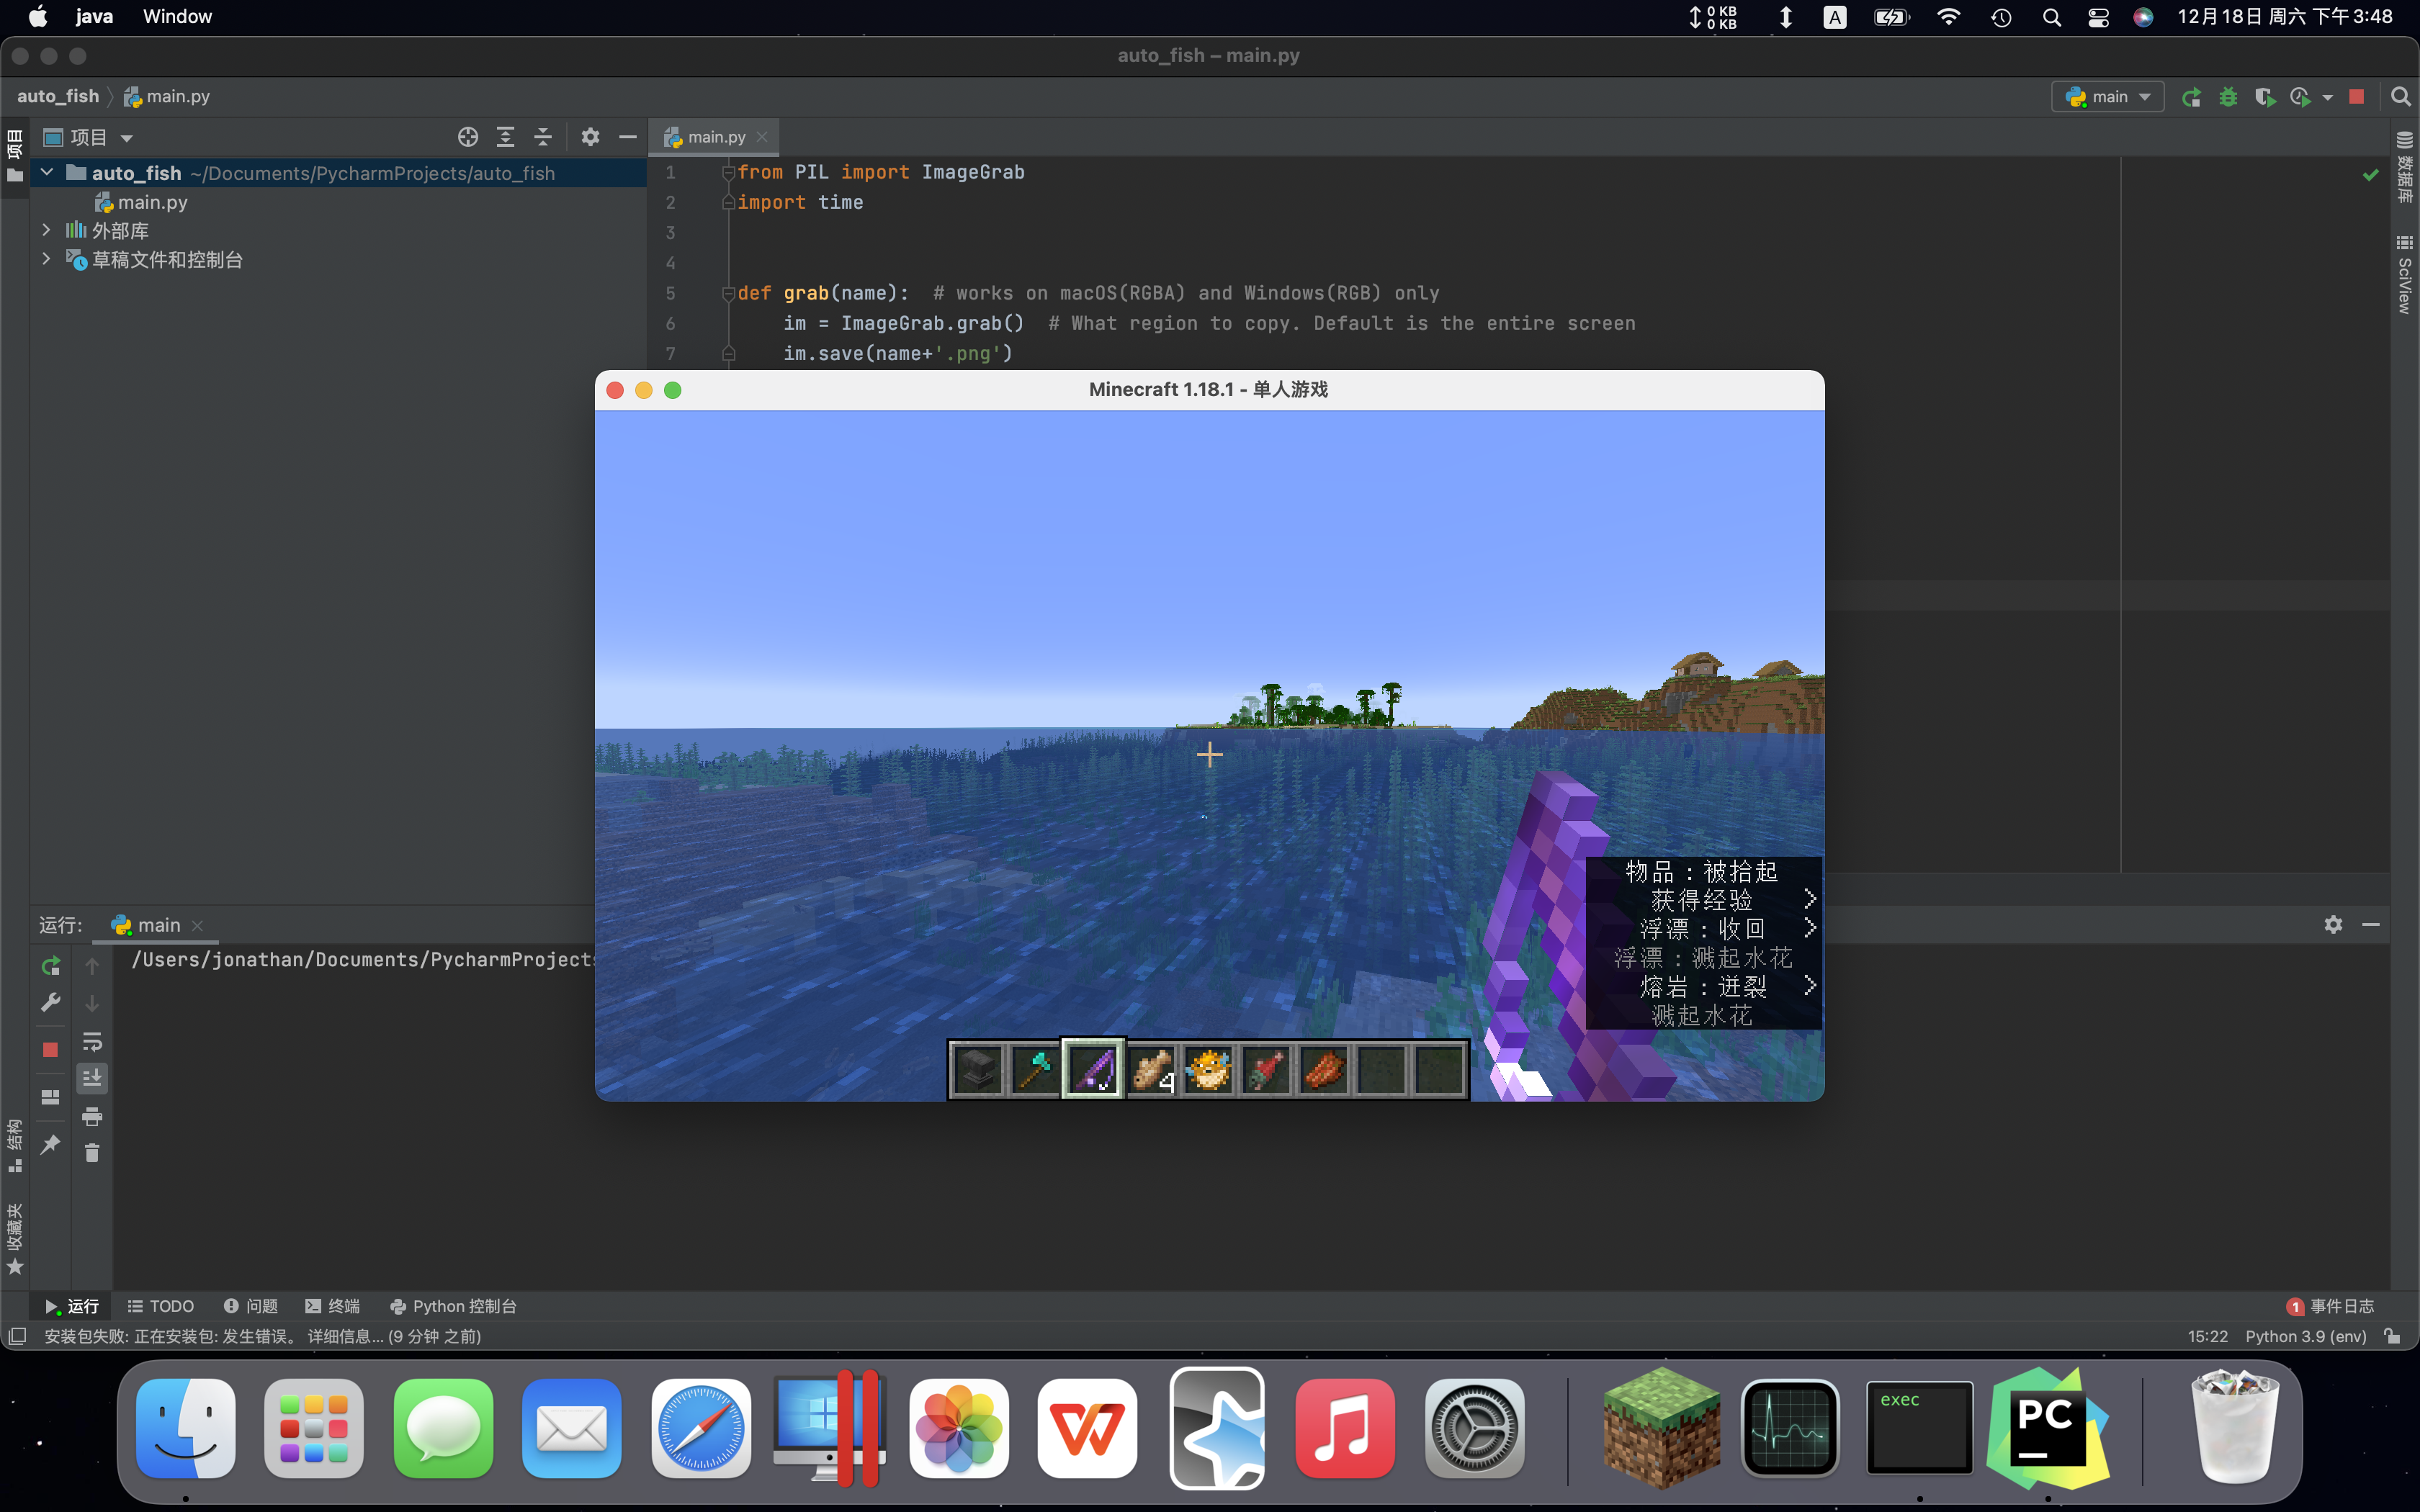 java Window 0 KB 0 KB A 12月18日 周六 下午3:48
auto_fish – main.py
auto_fish main.py main
项目 main.py
auto_fish ~/Documents/PycharmProjects/auto_fish
main.py
外部库
草稿文件和控制台
项目
1 from PIL import ImageGrab
2 import time
3
4
5 def grab(name):  # works on macOS(RGBA) and Windows(RGB) only
6 im = ImageGrab.grab()  # What region to copy. Default is the entire screen
7 im.save(name+'.png')
数据库
SciView
Minecraft 1.18.1 - 单人游戏
物品：被拾起
获得经验 >
浮漂：收回 >
浮漂：溅起水花
熔岩：迸裂 >
溅起水花
4
运行: main
/Users/jonathan/Documents/PycharmProjects
结构
收藏夹
运行 TODO 问题 终端 Python 控制台 1 事件日志
安装包失败: 正在安装包: 发生错误。 详细信息... (9 分钟 之前) 15:22 Python 3.9 (env)
exec
PC